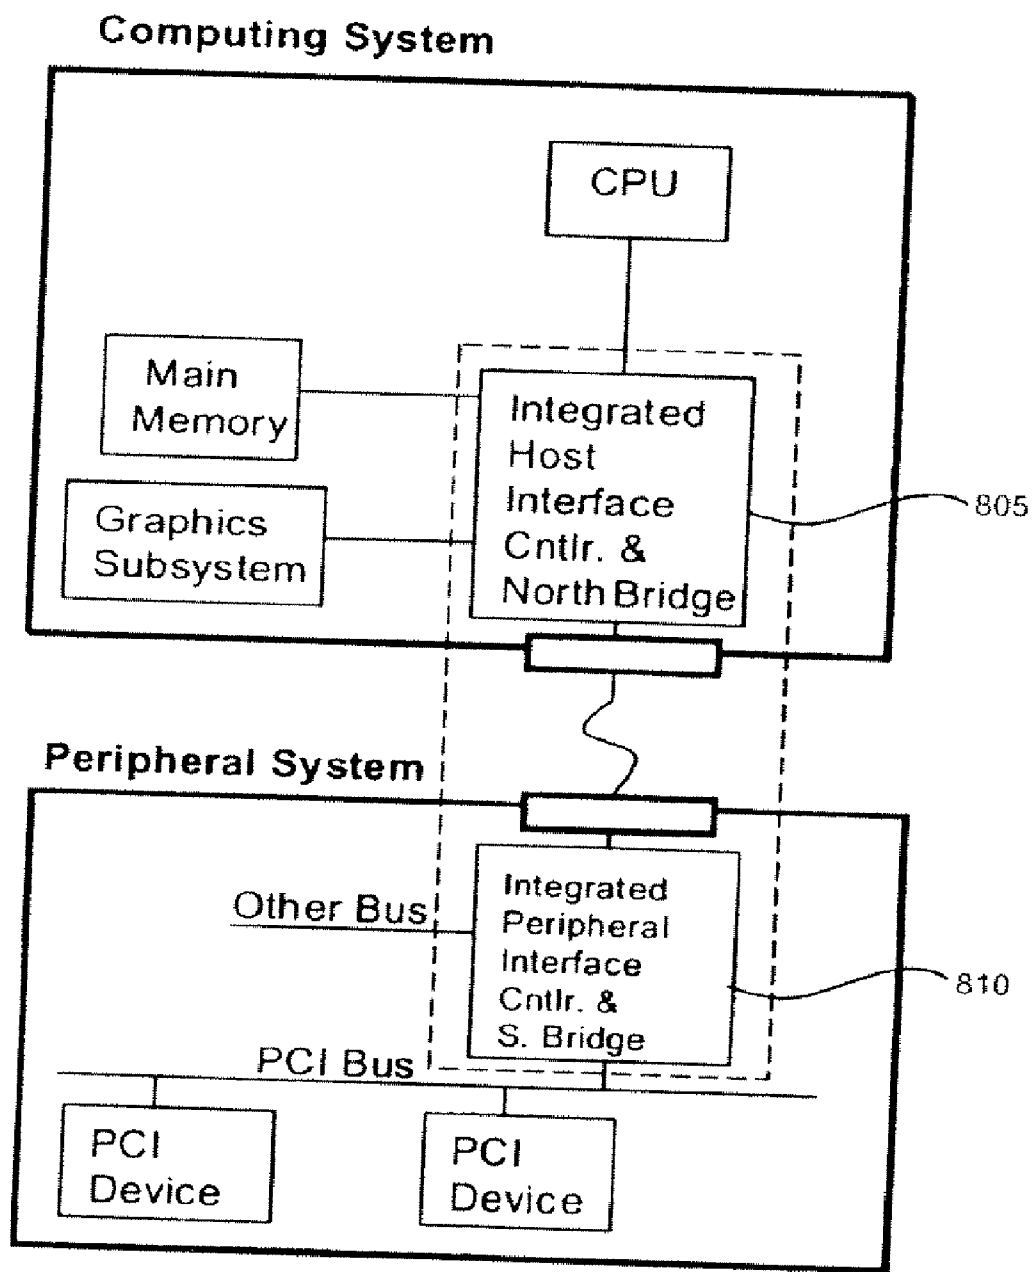 Computing System
CPU
Main
Memory
Integrated
Host
Interface
Cntlr. &
North Bridge
805
Graphics
Subsystem
Peripheral System
Other Bus
Integrated
Peripheral
Interface
Cntlr. &
S. Bridge
810
PCI Bus
PCI
Device
PCI
Device